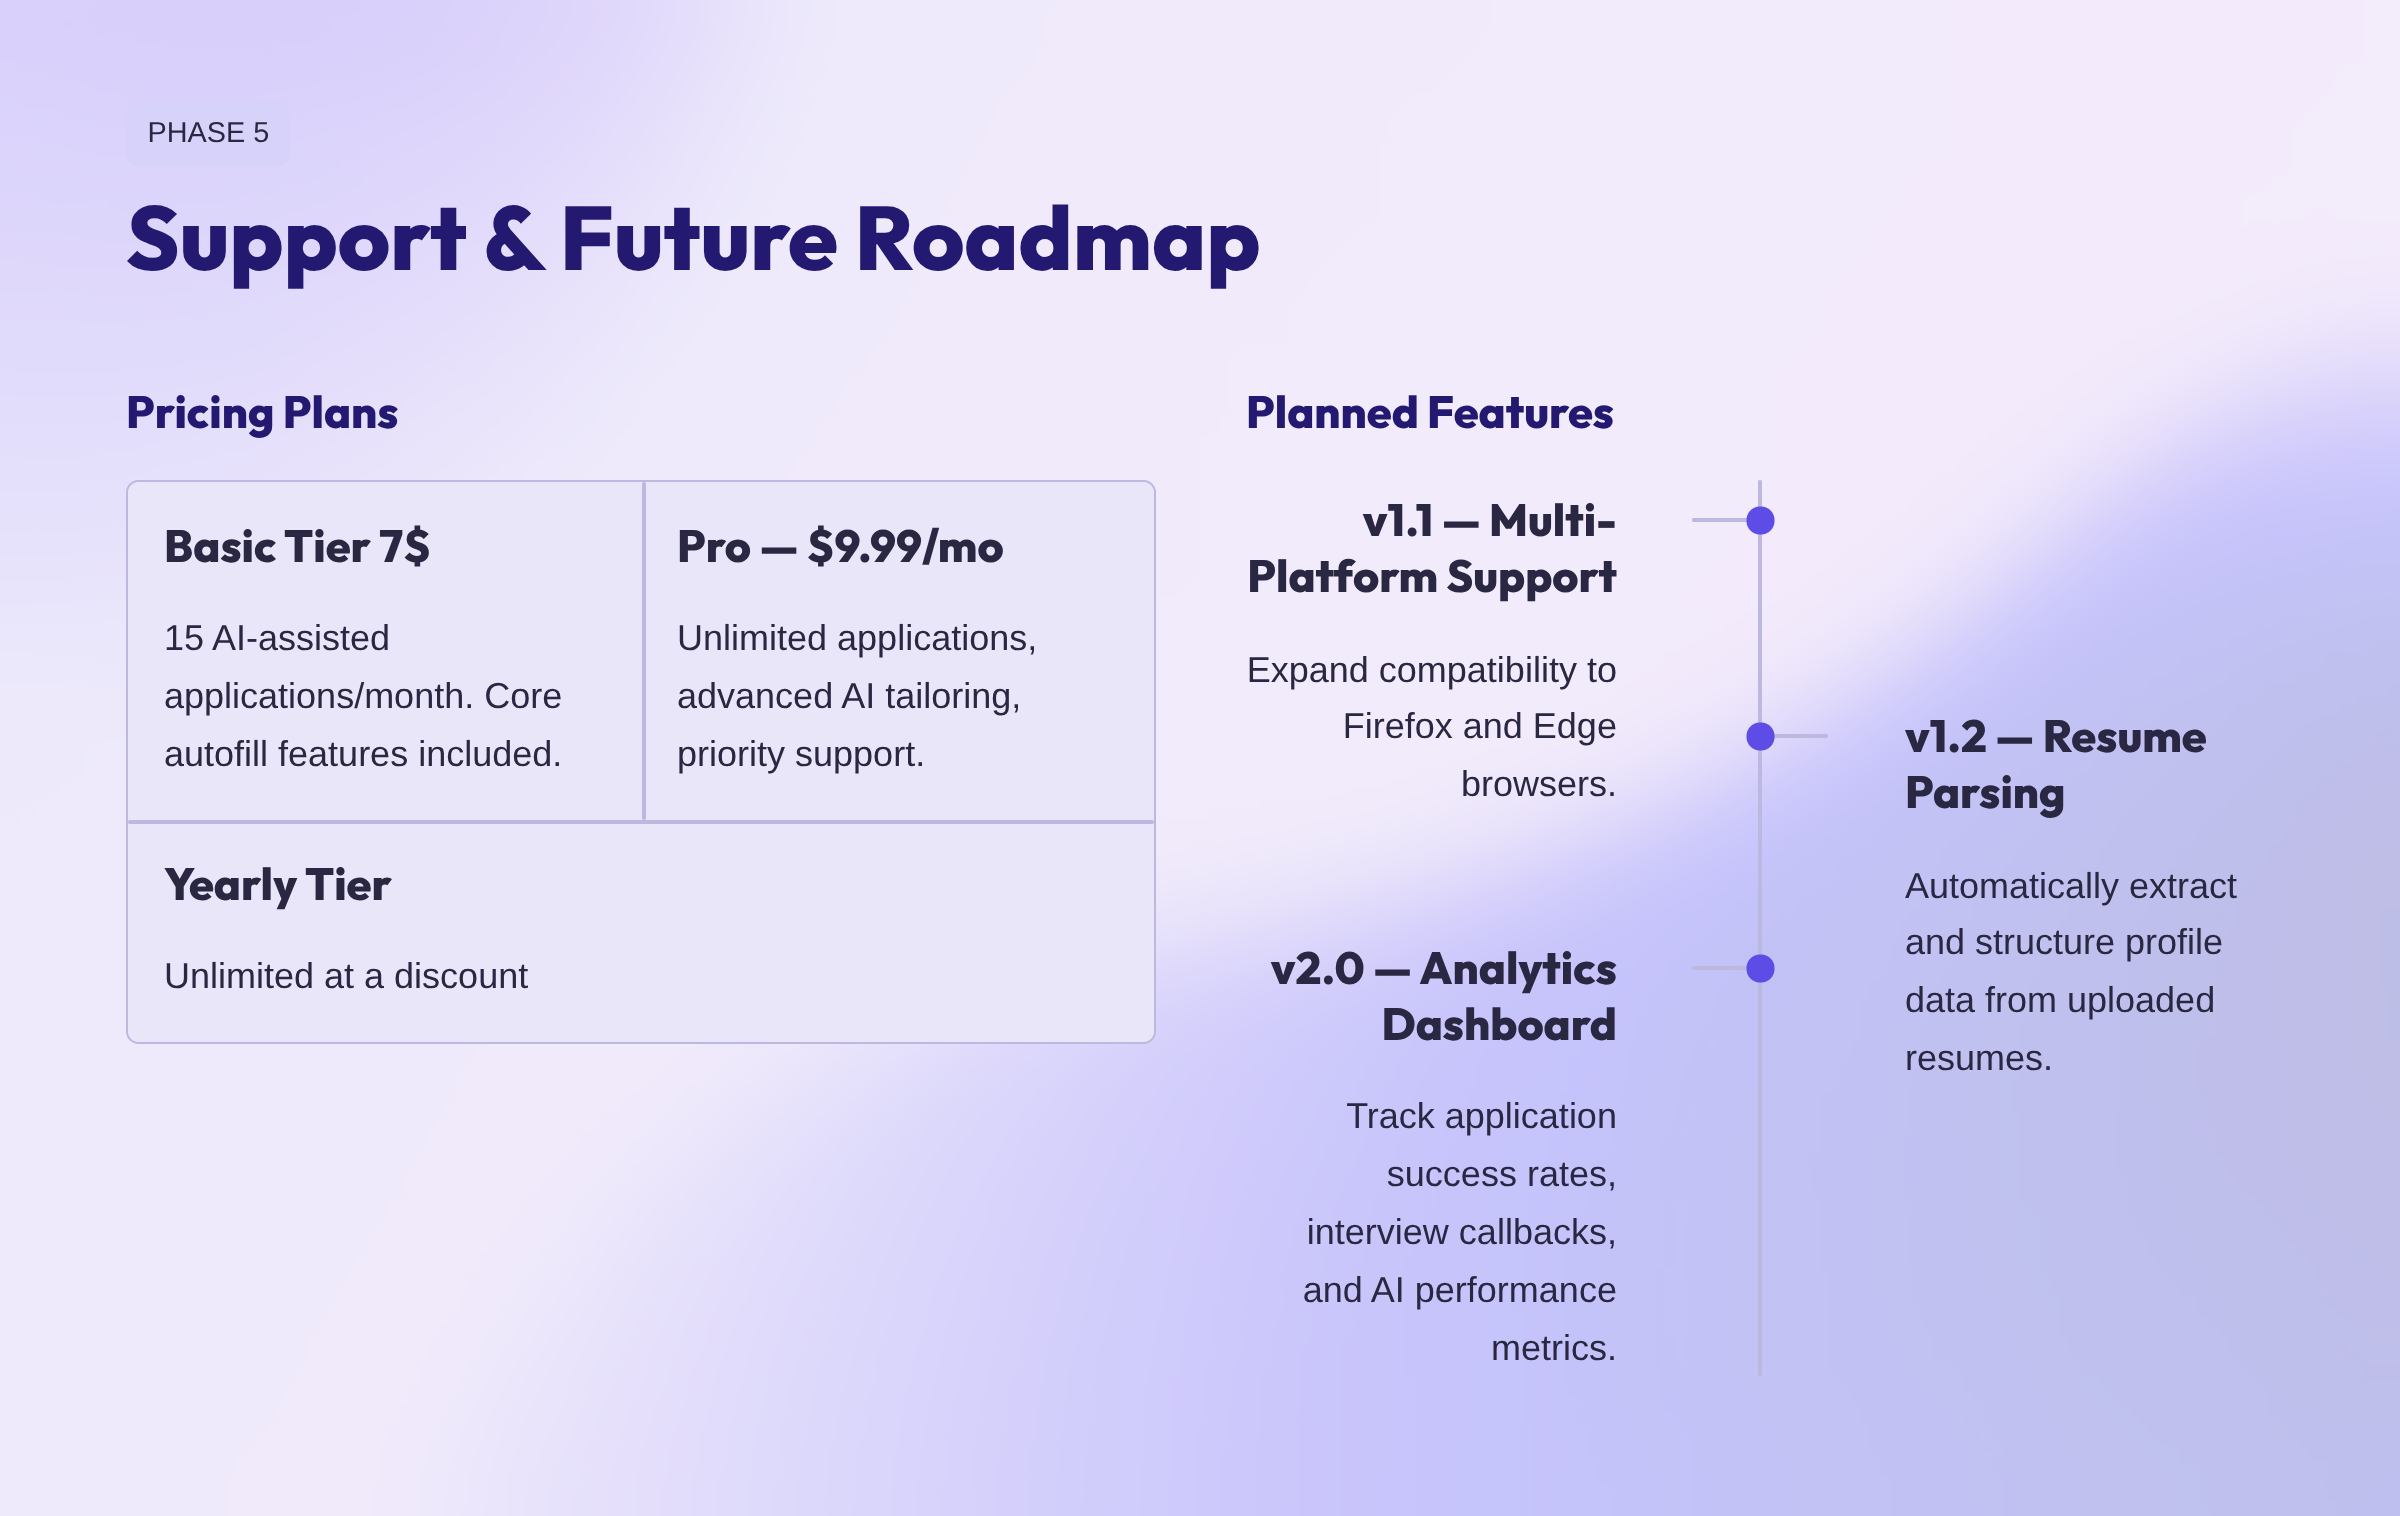 PHASE 5
Support & Future Roadmap
Pricing Plans
Basic Tier 7$
15 AI-assisted
applications/month. Core
autofill features included.
Pro — $9.99/mo
Unlimited applications,
advanced AI tailoring,
priority support.
Yearly Tier
Unlimited at a discount
Planned Features
v1.1 — Multi-
Platform Support
Expand compatibility to
Firefox and Edge
browsers.
v1.2 — Resume
Parsing
Automatically extract
and structure profile
data from uploaded
resumes.
v2.0 — Analytics
Dashboard
Track application
success rates,
interview callbacks,
and AI performance
metrics.